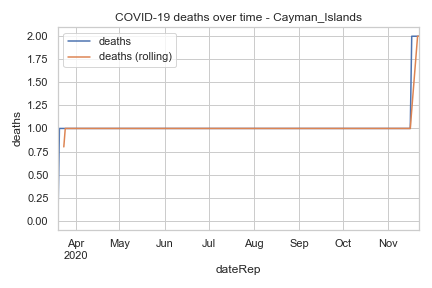 COVID-19 deaths over time - Cayman_Islands
deaths
deaths (rolling)
2.00
1.75
1.50
1.25
1.00
0.75
0.50
0.25
0.00
deaths
Apr May Jun Jul Aug Sep Oct Nov
2020
dateRep